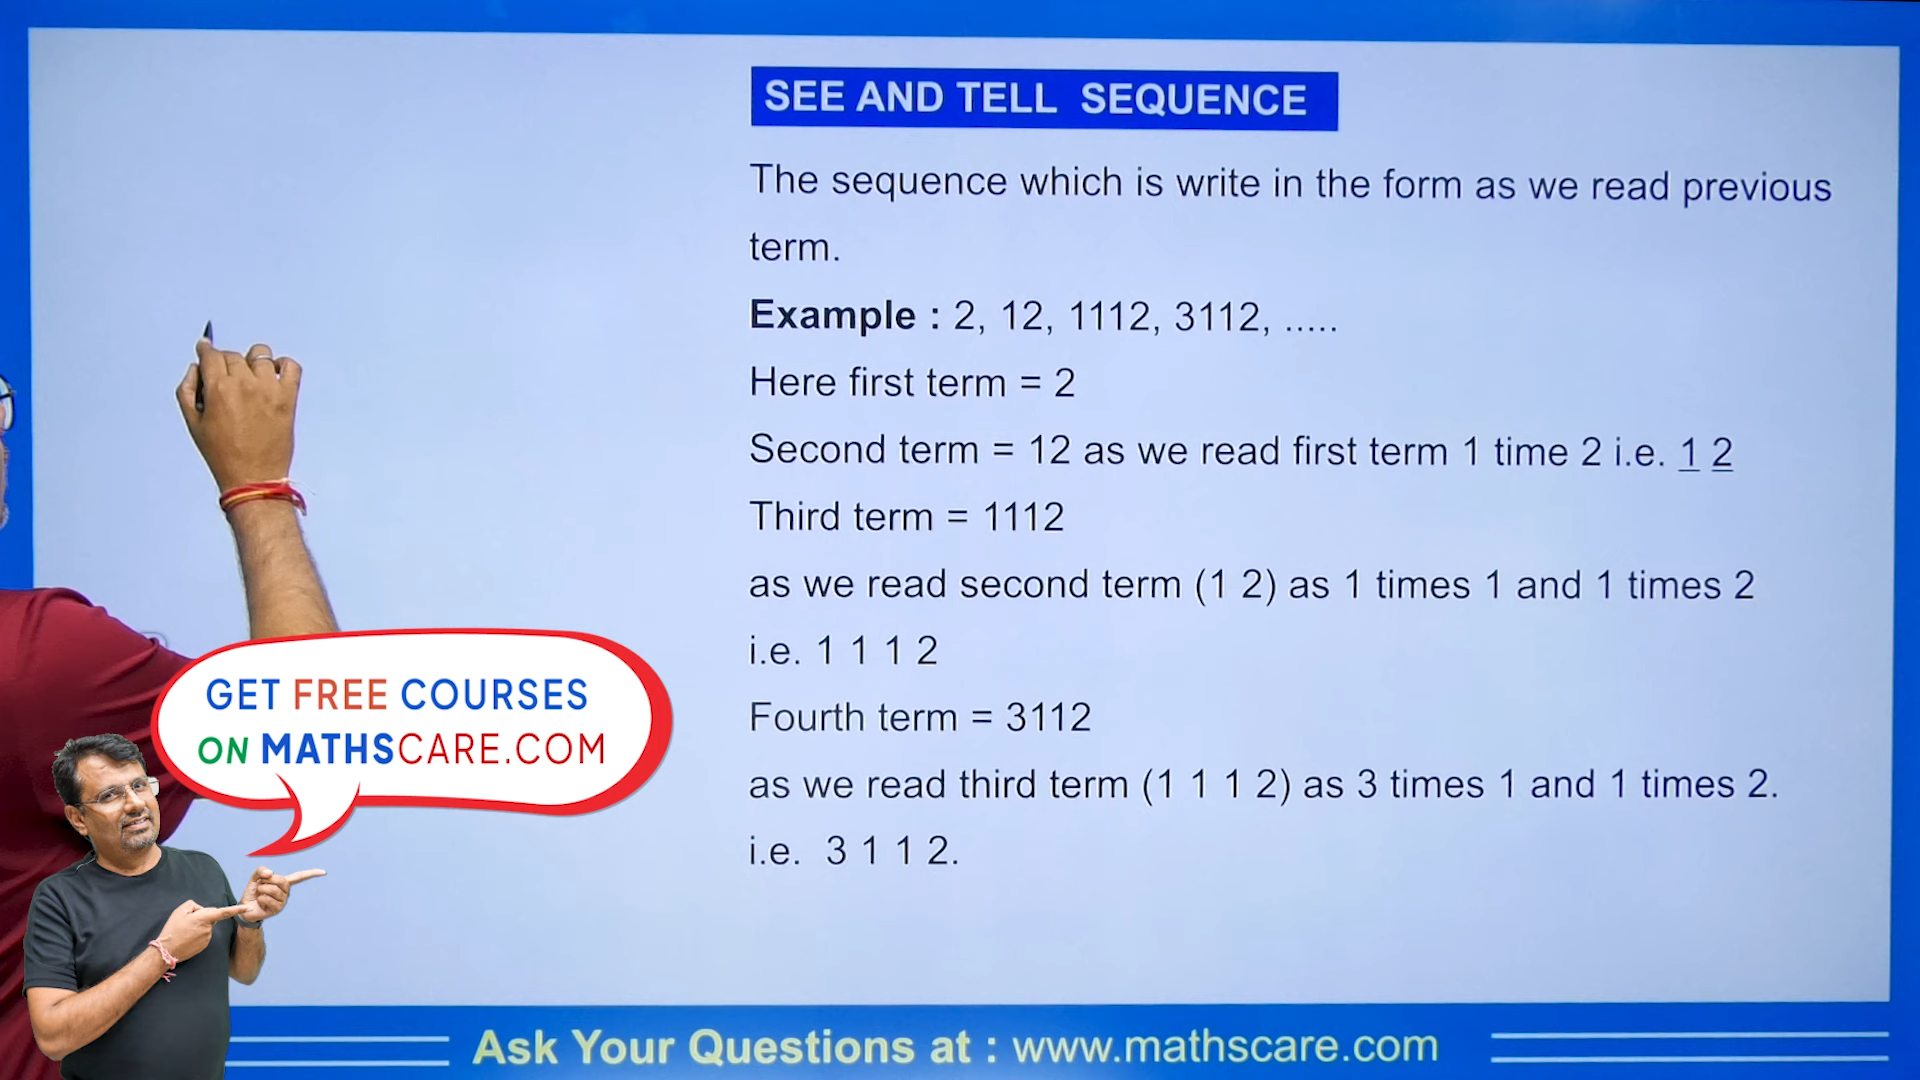 SEE AND TELL SEQUENCE
The sequence which is write in the form as we read previous
term.
Example : 2, 12, 1112, 3112, .....
Here first term = 2
Second term = 12 as we read first term 1 time 2 i.e. 1 2
Third term = 1112
as we read second term (1 2) as 1 times 1 and 1 times 2
i.e. 1 1 1 2
Fourth term = 3112
as we read third term (1 1 1 2) as 3 times 1 and 1 times 2.
i.e. 3 1 1 2.
GET FREE COURSES
ON MATHSCARE.COM
Ask Your Questions at : www.mathscare.com